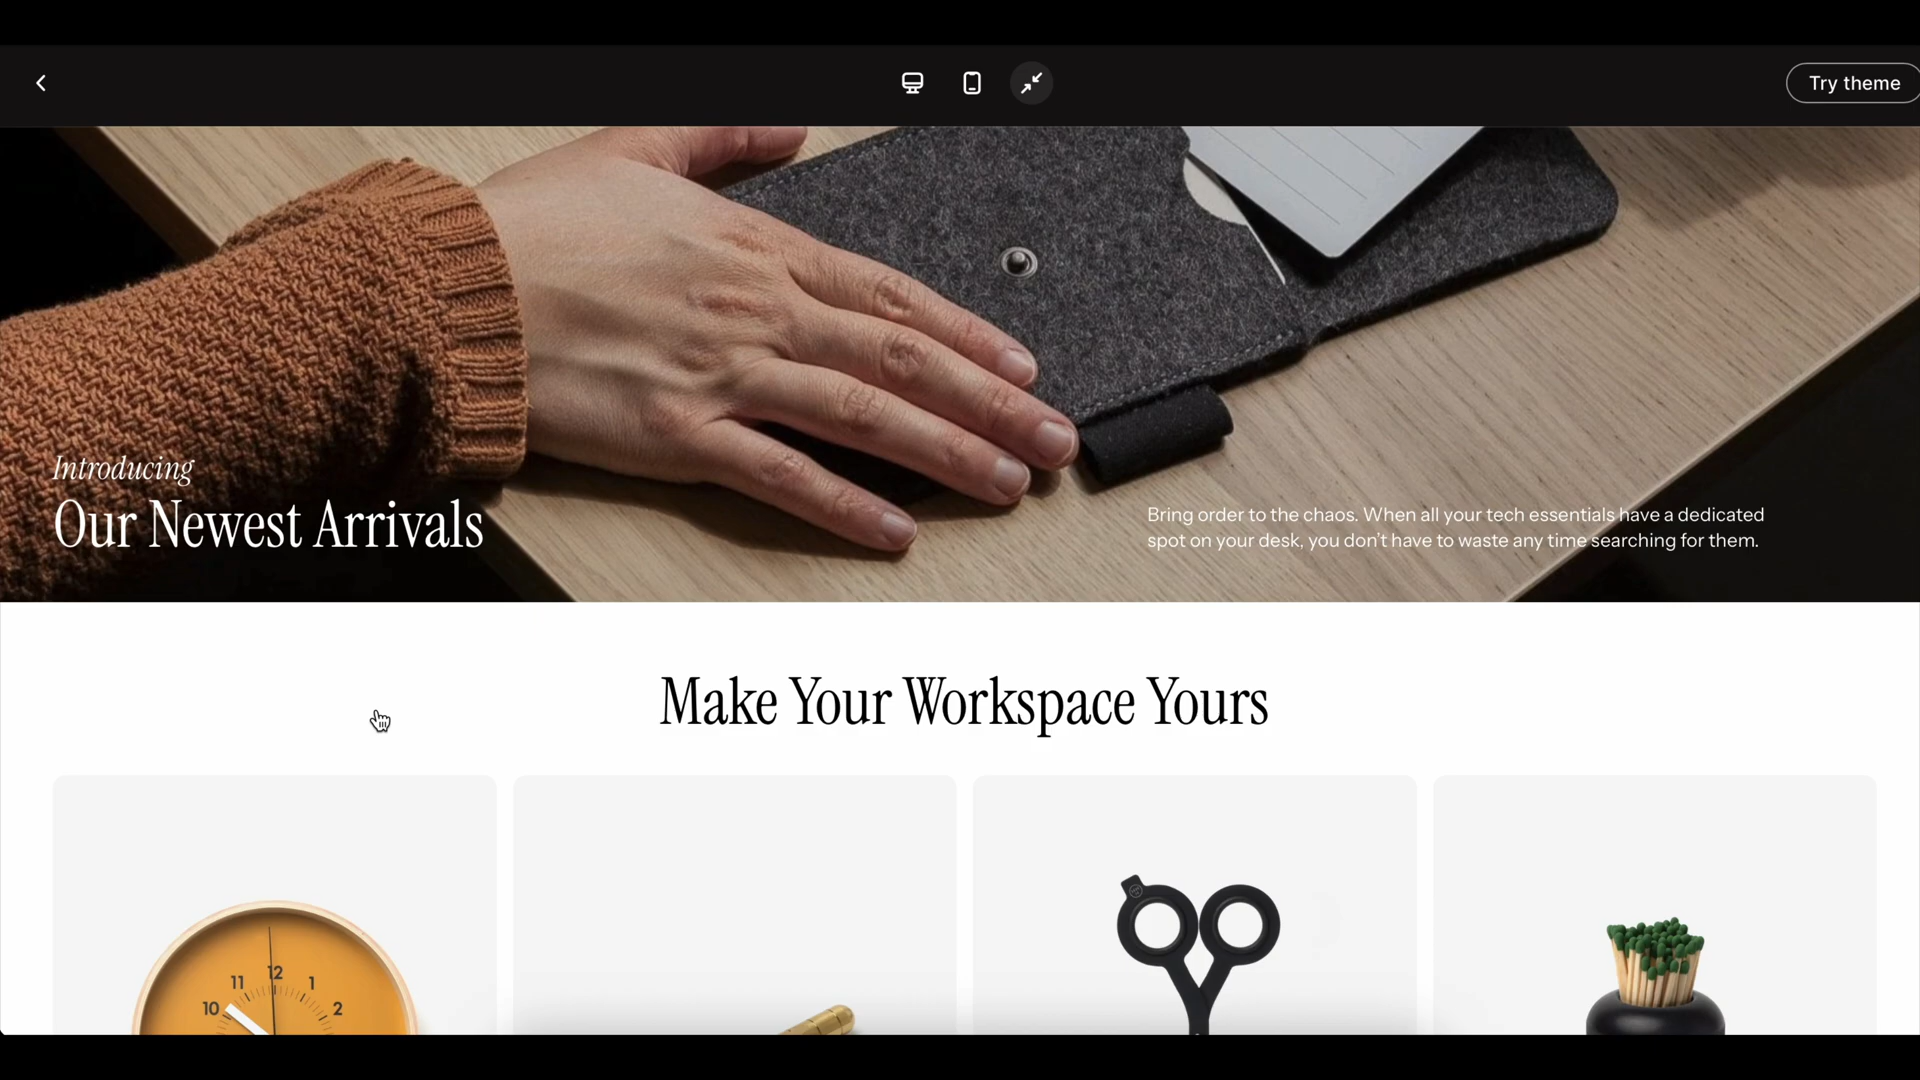 Try theme
Introducing
Our Newest Arrivals
Bring order to the chaos. When all your tech essentials have a dedicated
spot on your desk, you don't have to waste any time searching for them.
Make Your Workspace Yours
10 11 12 1 2